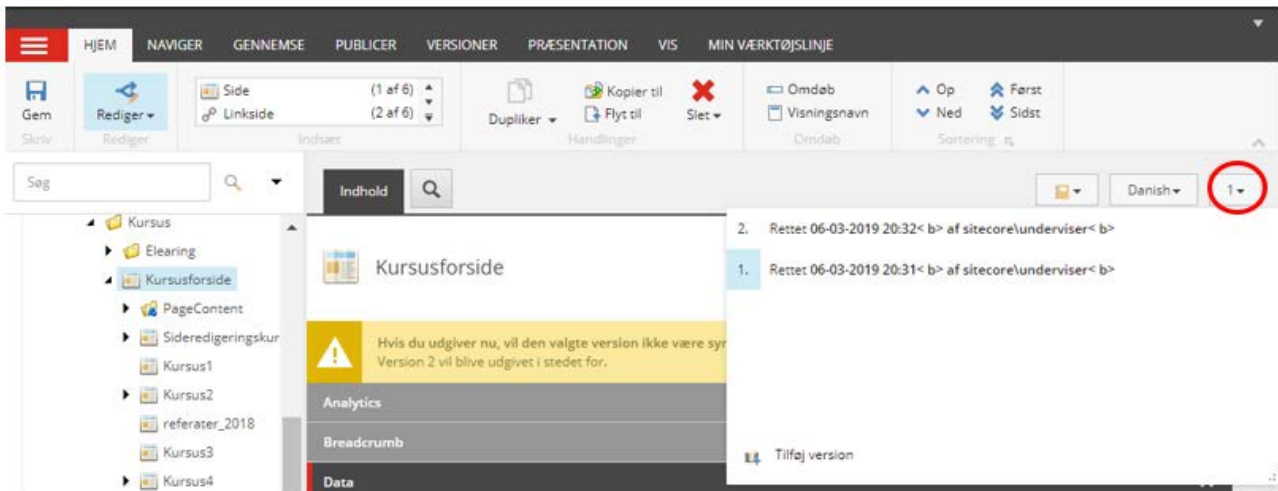 HJEM NAVIGER GENNEMSE PUBLICER VERSIONER PRÆSENTATION VIS MIN VÆRKTØJSLINJE
Gem
Skriv
Rediger
Rediger
Side (1 af 6)
Linkside (2 af 6)
Indsæt
Dupliker
Kopier til
Flyt til
Slet
Handlinger
Omdøb
Visningsnavn
Omdøb
Op Først
Ned Sidst
Sortering
Søg
Indhold
Danish
1
Kursus
Elearing
Kursusforside
PageContent
Sideredigeringskur
Kursus1
Kursus2
referater_2018
Kursus3
Kursus4
Kursusforside
Hvis du udgiver nu, vil den valgte version ikke være syr
Version 2 vil blive udgivet i stedet for.
Analytics
Breadcrumb
Data
2. Rettet 06-03-2019 20:32< b> af sitecore\underviser< b>
1. Rettet 06-03-2019 20:31< b> af sitecore\underviser< b>
Tilføj version